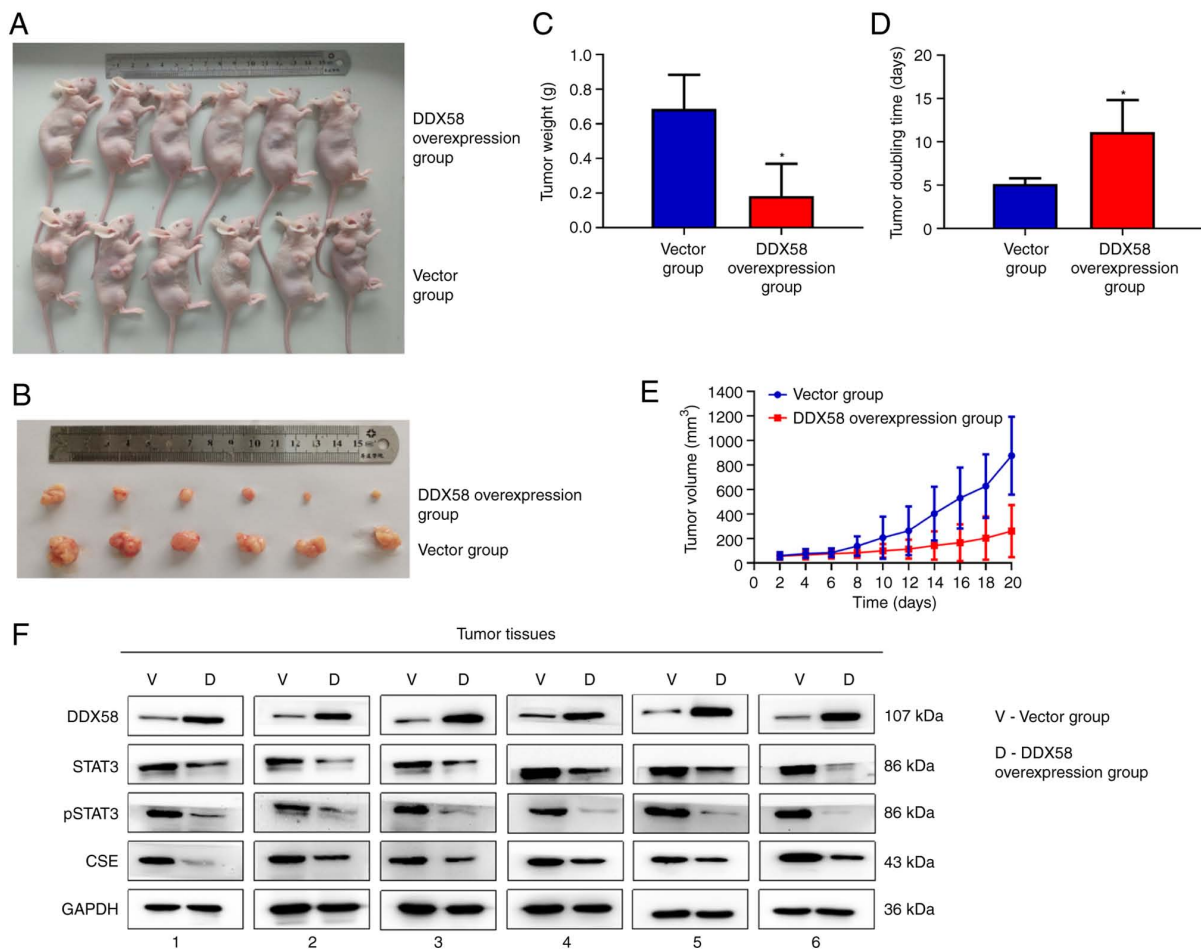 A
DDX58
overexpression
group
Vector
group
B
DDX58 overexpression
group
Vector group
C
Tumor weight (g)
1.0
0.8
0.6
0.4
0.2
0.0
*
Vector
group
DDX58
overexpression
group
D
Tumor doubling time (days)
20
15
10
5
0
*
Vector
group
DDX58
overexpression
group
E
Vector group
DDX58 overexpression group
Tumor volume (mm³)
1400
1200
1000
800
600
400
200
0
0 2 4 6 8 10 12 14 16 18 20
Time (days)
F
Tumor tissues
V D V D V D V D V D V D
DDX58 107 kDa
STAT3 86 kDa
pSTAT3 86 kDa
CSE 43 kDa
GAPDH 36 kDa
1 2 3 4 5 6
V - Vector group
D - DDX58
overexpression group